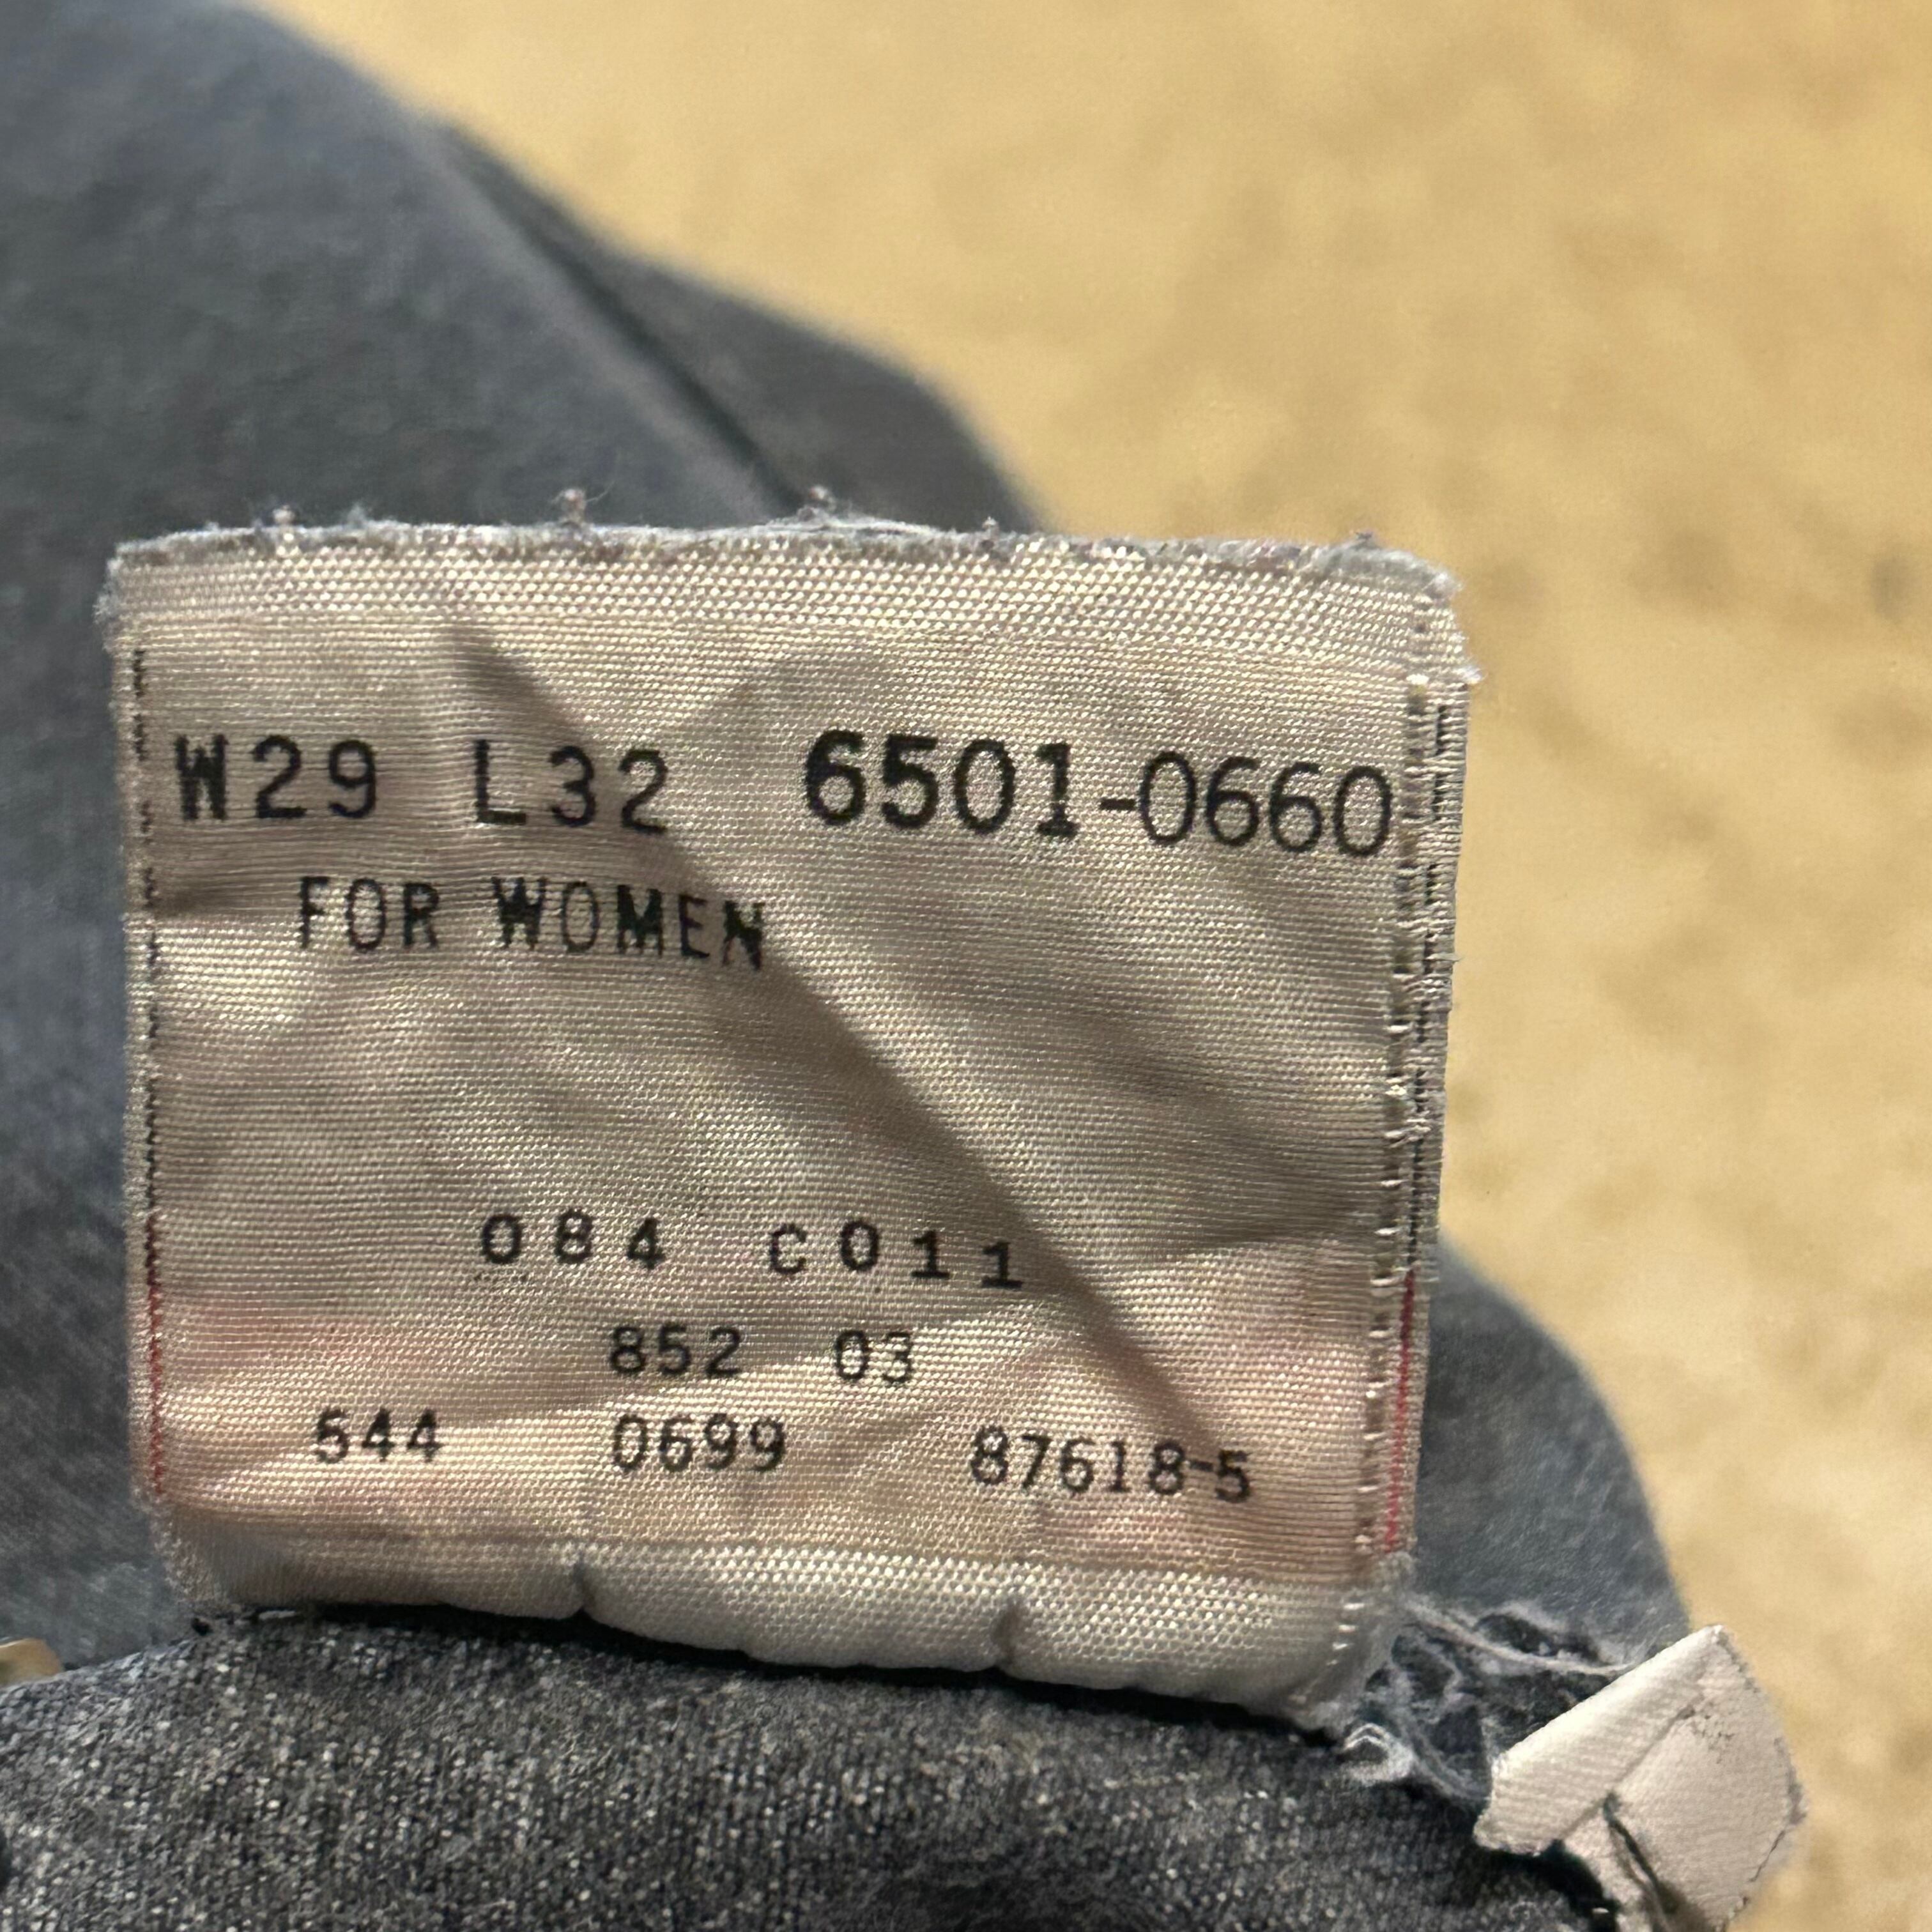 W29 L32 6501-0660
FOR WOMEN
084 C011
852 03
544 0699 87618-5